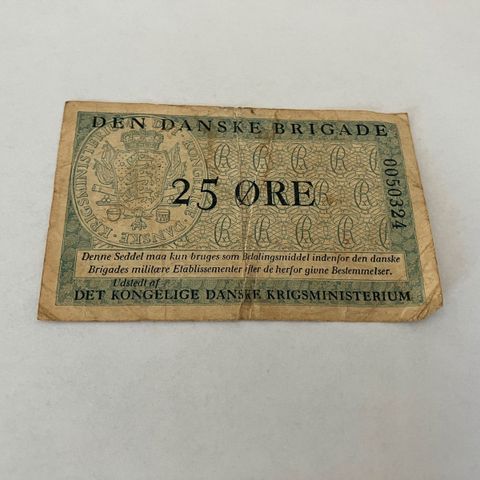 DEN DANSKE BRIGADE
25 ØRE
0050324
Denne Seddel maa kun bruges som Betalingsmiddel indenfor den danske
Brigades militære Etablissementer efter de herfor givne Bestemmelser.
Udstedt af
DET KONGELIGE DANSKE KRIGSMINISTERIUM